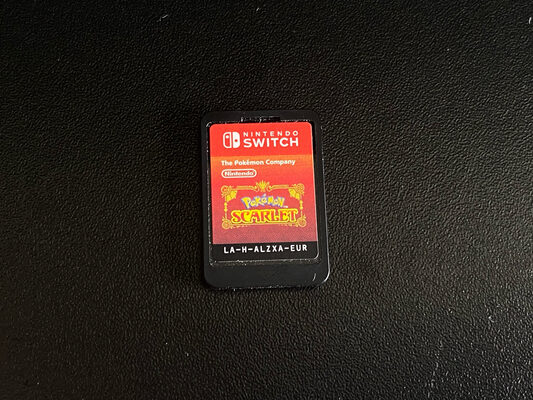 NINTENDO
SWITCH
The Pokémon Company
Nintendo
POKÉMON
SCARLET
LA-H-ALZXA-EUR